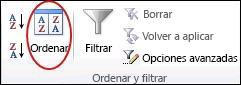 A
Z
Z
A
A Z
Z A
Ordenar
Filtrar
Borrar
Volver a aplicar
Opciones avanzadas
Ordenar y filtrar